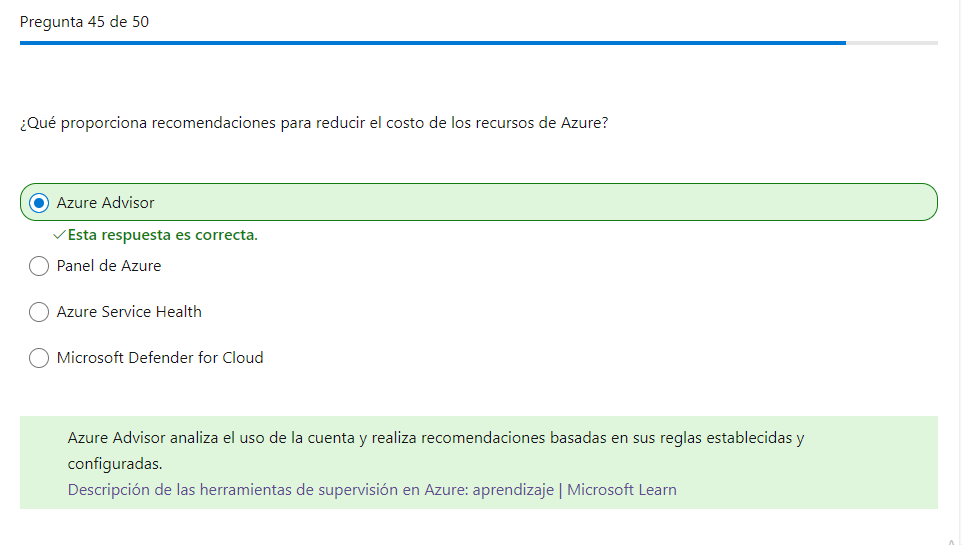 Pregunta 45 de 50
¿Qué proporciona recomendaciones para reducir el costo de los recursos de Azure?
Azure Advisor
Esta respuesta es correcta.
Panel de Azure
Azure Service Health
Microsoft Defender for Cloud
Azure Advisor analiza el uso de la cuenta y realiza recomendaciones basadas en sus reglas establecidas y
configuradas.
Descripción de las herramientas de supervisión en Azure: aprendizaje | Microsoft Learn